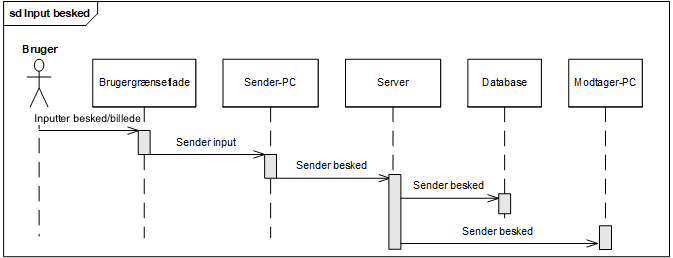 sd Input besked
Bruger
Brugergrænseflade
Sender-PC
Server
Database
Modtager-PC
Inputter besked/billede
Sender input
Sender besked
Sender besked
Sender besked